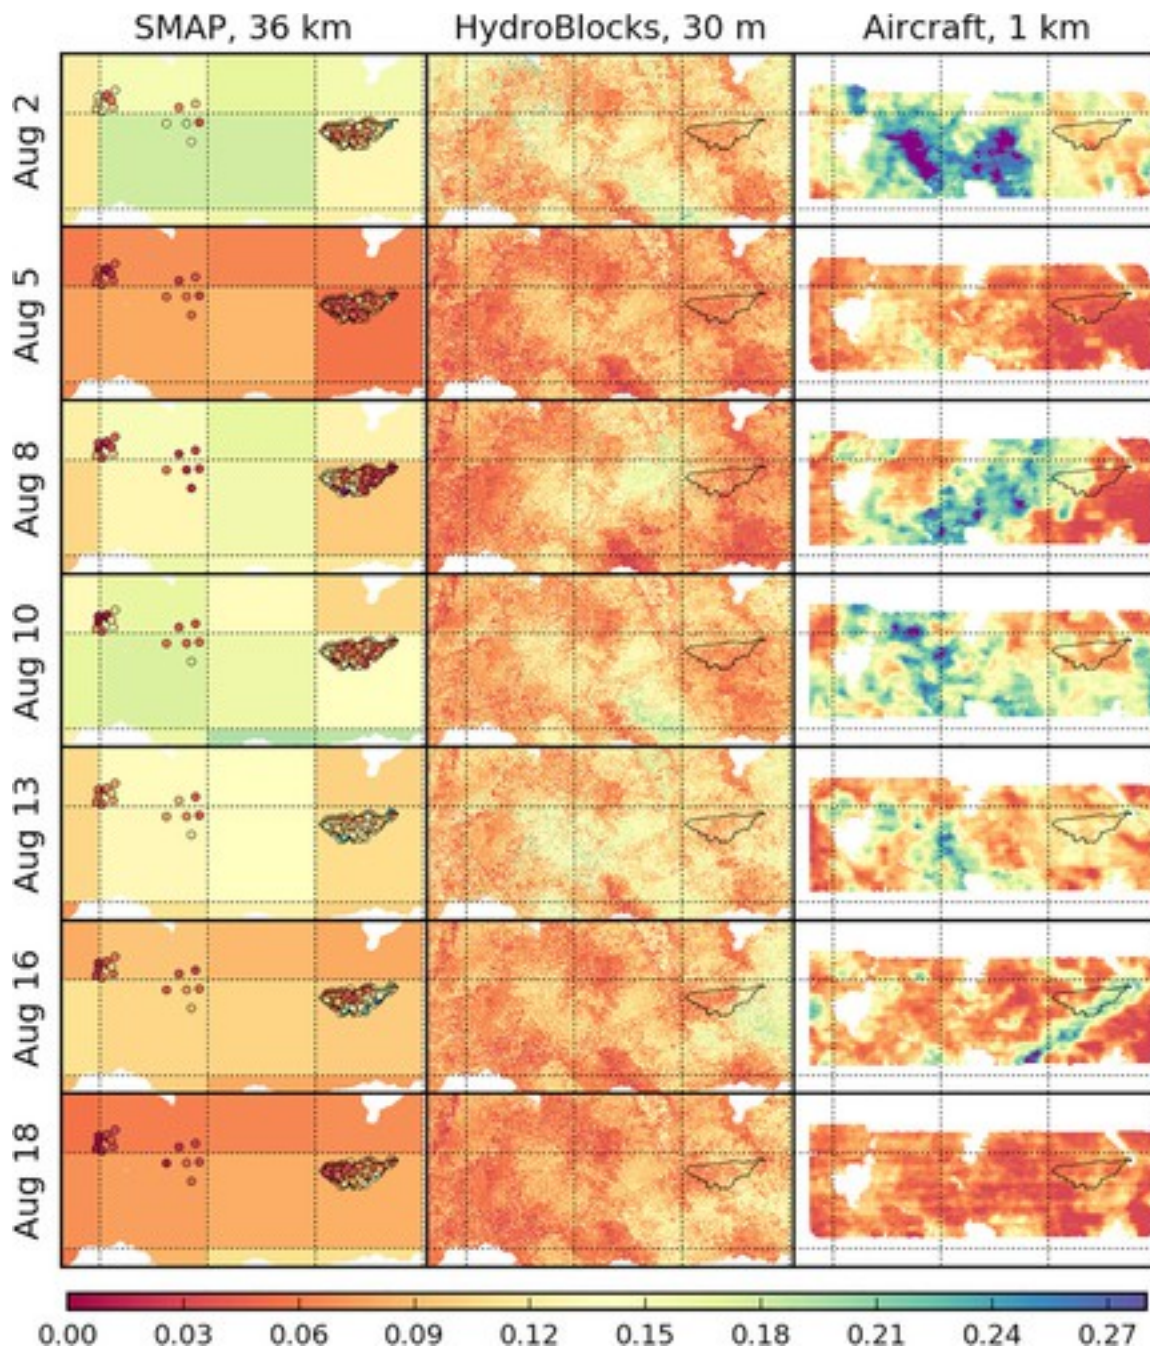 SMAP, 36 km HydroBlocks, 30 m Aircraft, 1 km
Aug 2
Aug 5
Aug 8
Aug 10
Aug 13
Aug 16
Aug 18
0.00 0.03 0.06 0.09 0.12 0.15 0.18 0.21 0.24 0.27